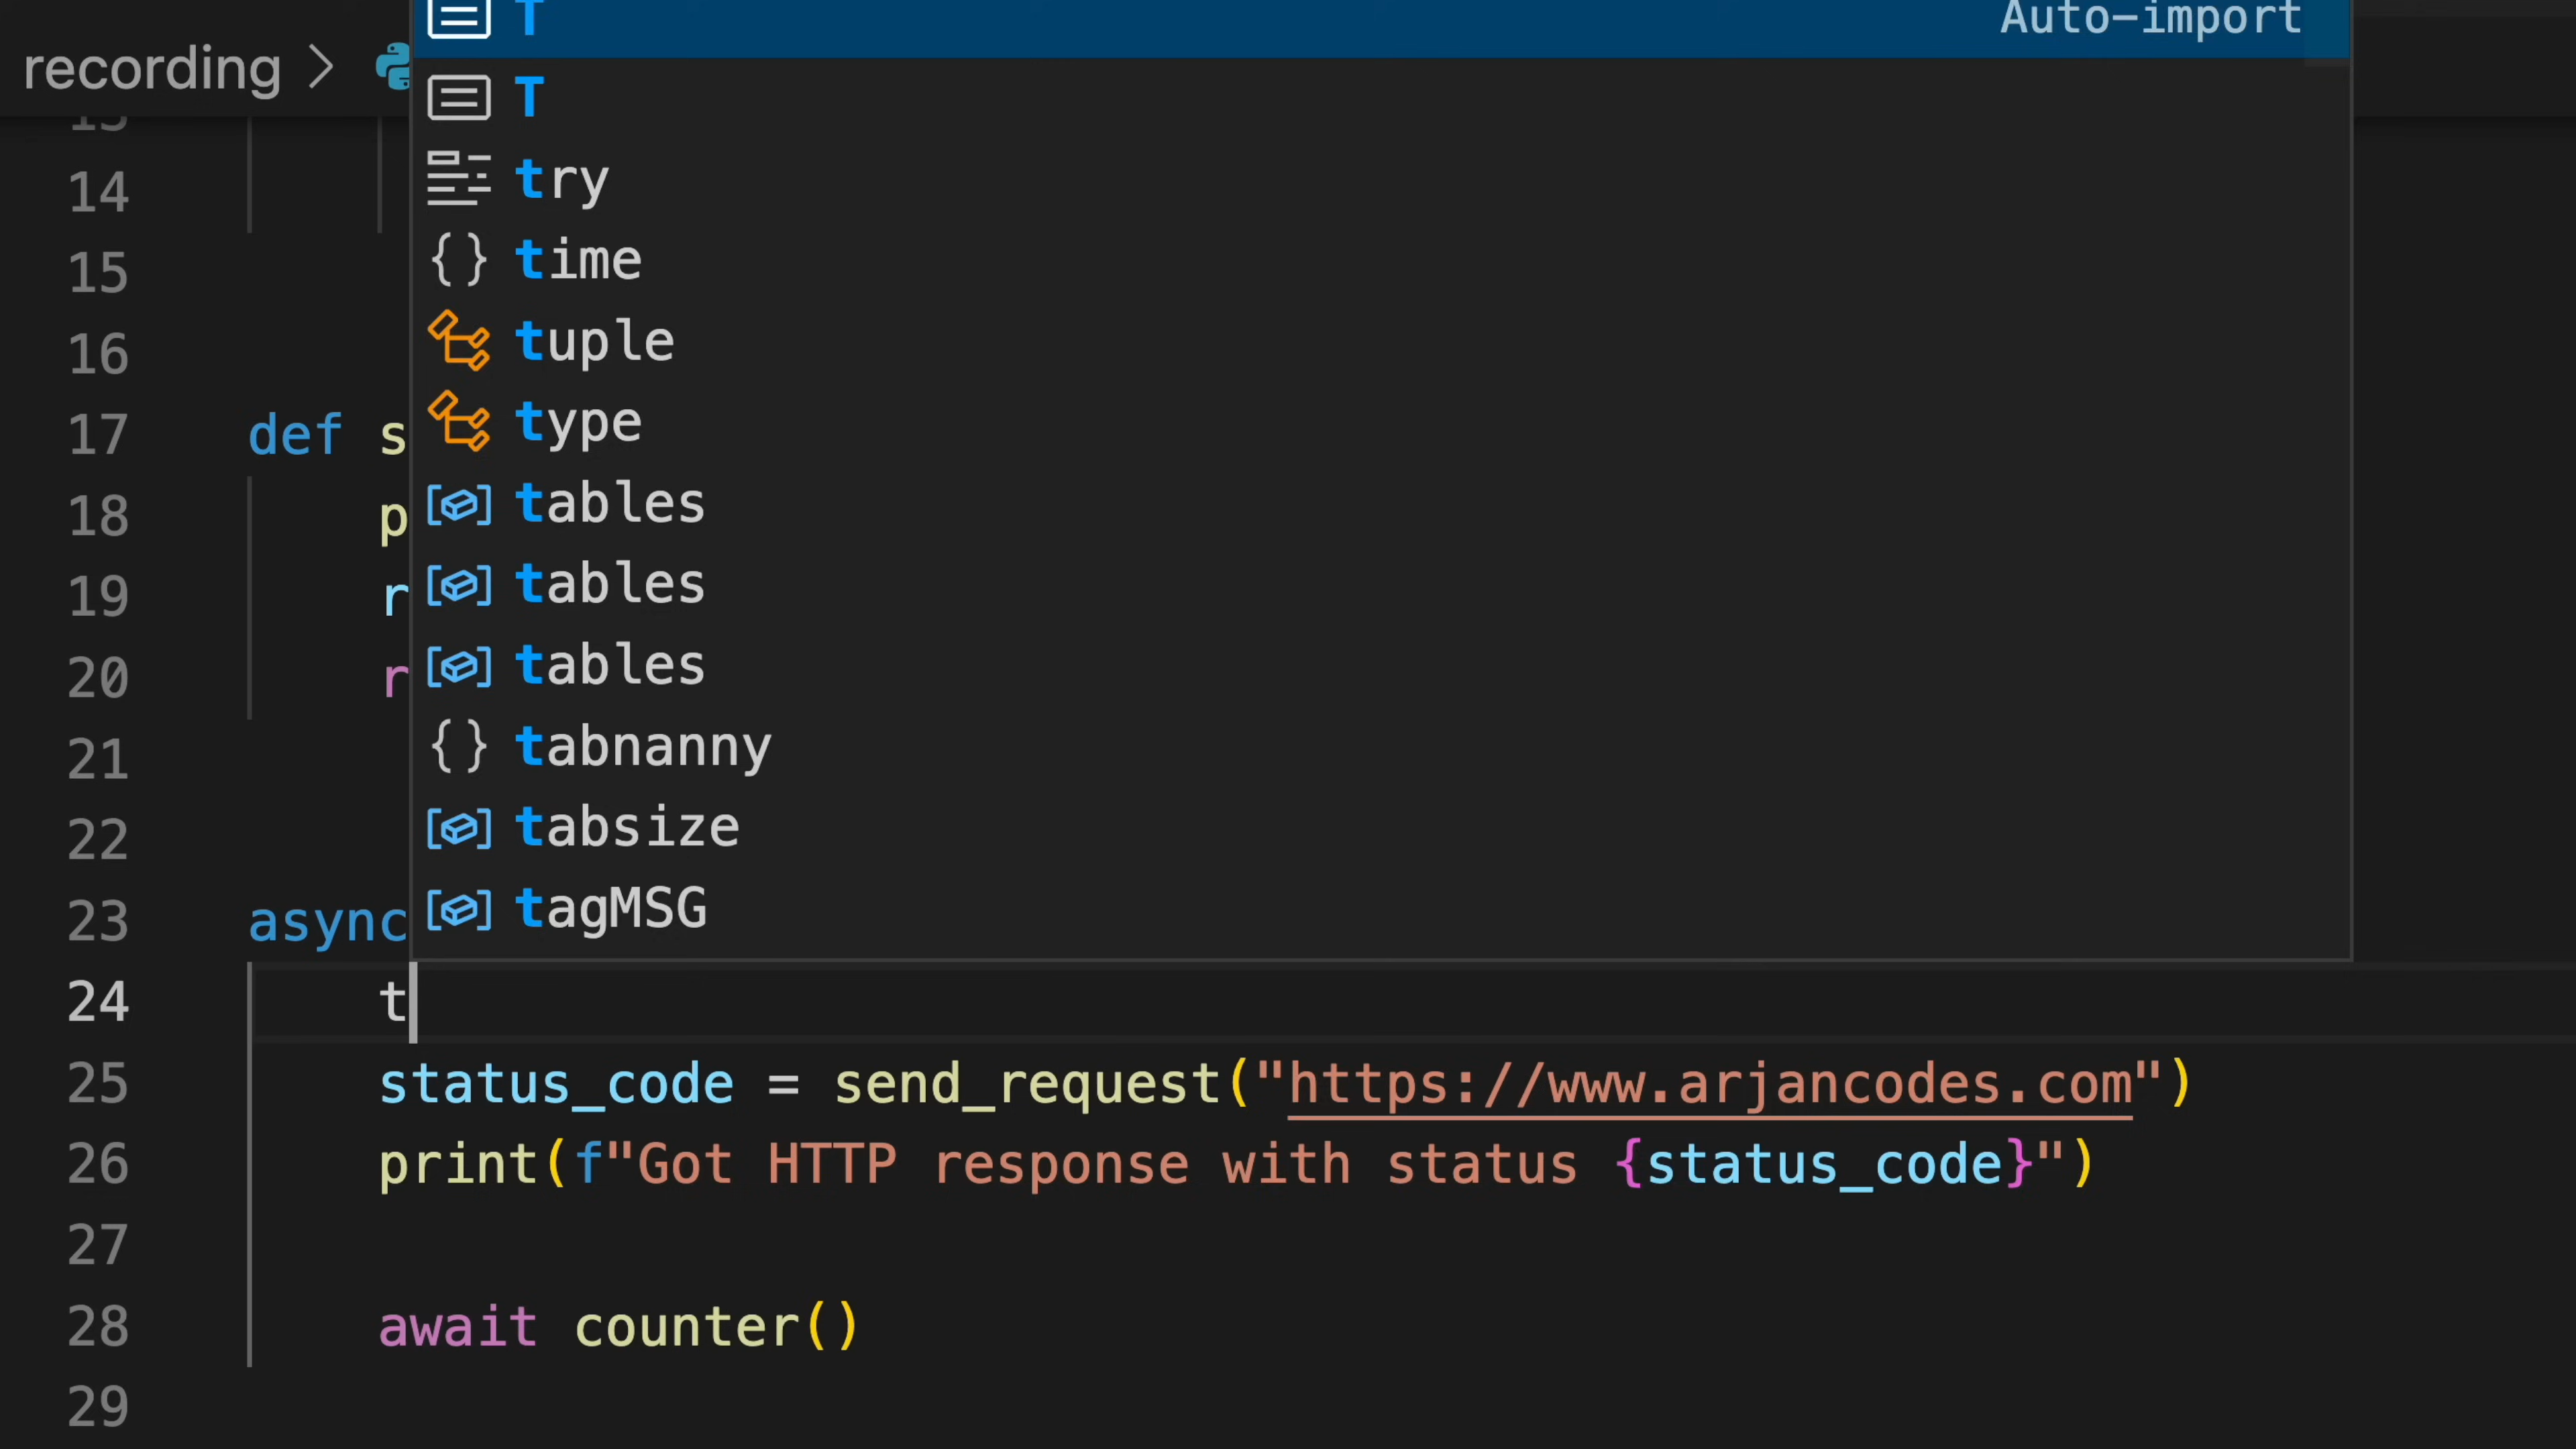 T Auto-import
recording >
T
13
14 try
15 time
16 tuple
17 def s type
18 p tables
19 r tables
20 r tables
21 tabnanny
22 tabsize
23 async tagMSG
24 t
25 status_code = send_request("https://www.arjancodes.com")
26 print(f"Got HTTP response with status {status_code}")
27
28 await counter()
29